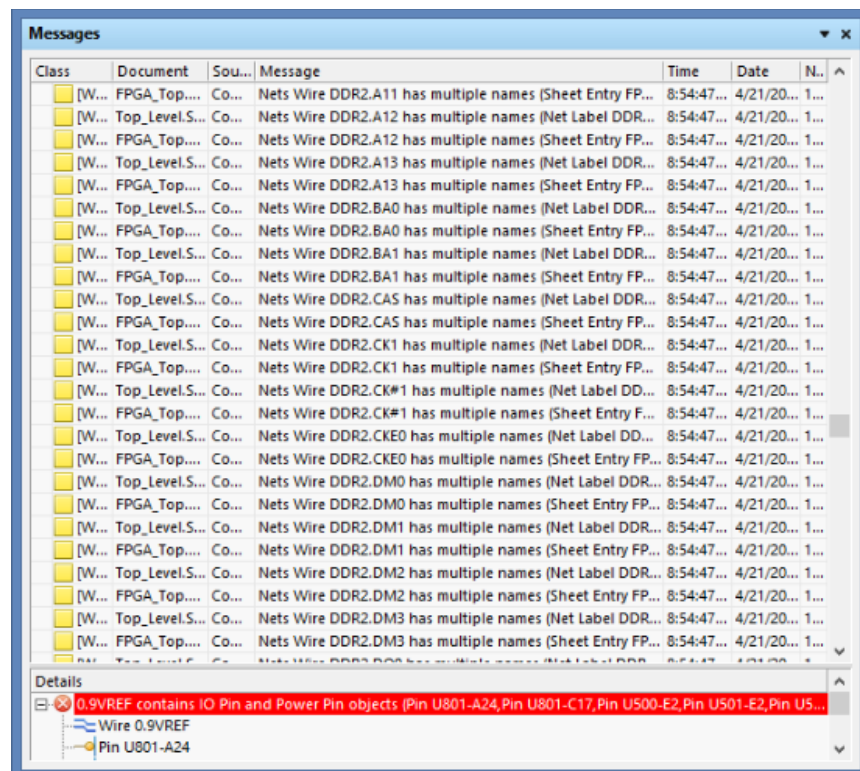 Messages
Class Document Sou... Message Time Date N..
[W... FPGA_Top.... Co... Nets Wire DDR2.A11 has multiple names (Sheet Entry FP... 8:54:47... 4/21/20... 1...
[W... Top_Level.S... Co... Nets Wire DDR2.A12 has multiple names (Net Label DDR... 8:54:47... 4/21/20... 1...
[W... FPGA_Top.... Co... Nets Wire DDR2.A12 has multiple names (Sheet Entry FP... 8:54:47... 4/21/20... 1...
[W... Top_Level.S... Co... Nets Wire DDR2.A13 has multiple names (Net Label DDR... 8:54:47... 4/21/20... 1...
[W... FPGA_Top.... Co... Nets Wire DDR2.A13 has multiple names (Sheet Entry FP... 8:54:47... 4/21/20... 1...
[W... Top_Level.S... Co... Nets Wire DDR2.BA0 has multiple names (Net Label DDR... 8:54:47... 4/21/20... 1...
[W... FPGA_Top.... Co... Nets Wire DDR2.BA0 has multiple names (Sheet Entry FP... 8:54:47... 4/21/20... 1...
[W... Top_Level.S... Co... Nets Wire DDR2.BA1 has multiple names (Net Label DDR... 8:54:47... 4/21/20... 1...
[W... FPGA_Top.... Co... Nets Wire DDR2.BA1 has multiple names (Sheet Entry FP... 8:54:47... 4/21/20... 1...
[W... Top_Level.S... Co... Nets Wire DDR2.CAS has multiple names (Net Label DDR... 8:54:47... 4/21/20... 1...
[W... FPGA_Top.... Co... Nets Wire DDR2.CAS has multiple names (Sheet Entry FP... 8:54:47... 4/21/20... 1...
[W... Top_Level.S... Co... Nets Wire DDR2.CK1 has multiple names (Net Label DDR... 8:54:47... 4/21/20... 1...
[W... FPGA_Top.... Co... Nets Wire DDR2.CK1 has multiple names (Sheet Entry FP... 8:54:47... 4/21/20... 1...
[W... Top_Level.S... Co... Nets Wire DDR2.CK#1 has multiple names (Net Label DD... 8:54:47... 4/21/20... 1...
[W... FPGA_Top.... Co... Nets Wire DDR2.CK#1 has multiple names (Sheet Entry F... 8:54:47... 4/21/20... 1...
[W... Top_Level.S... Co... Nets Wire DDR2.CKE0 has multiple names (Net Label DD... 8:54:47... 4/21/20... 1...
[W... FPGA_Top.... Co... Nets Wire DDR2.CKE0 has multiple names (Sheet Entry FP... 8:54:47... 4/21/20... 1...
[W... Top_Level.S... Co... Nets Wire DDR2.DM0 has multiple names (Net Label DDR... 8:54:47... 4/21/20... 1...
[W... FPGA_Top.... Co... Nets Wire DDR2.DM0 has multiple names (Sheet Entry FP... 8:54:47... 4/21/20... 1...
[W... Top_Level.S... Co... Nets Wire DDR2.DM1 has multiple names (Net Label DDR... 8:54:47... 4/21/20... 1...
[W... FPGA_Top.... Co... Nets Wire DDR2.DM1 has multiple names (Sheet Entry FP... 8:54:47... 4/21/20... 1...
[W... Top_Level.S... Co... Nets Wire DDR2.DM2 has multiple names (Net Label DDR... 8:54:47... 4/21/20... 1...
[W... FPGA_Top.... Co... Nets Wire DDR2.DM2 has multiple names (Sheet Entry FP... 8:54:47... 4/21/20... 1...
[W... Top_Level.S... Co... Nets Wire DDR2.DM3 has multiple names (Net Label DDR... 8:54:47... 4/21/20... 1...
[W... FPGA_Top.... Co... Nets Wire DDR2.DM3 has multiple names (Sheet Entry FP... 8:54:47... 4/21/20... 1...
Details
0.9VREF contains IO Pin and Power Pin objects (Pin U801-A24,Pin U801-C17,Pin U500-E2,Pin U501-E2,Pin U5...
Wire 0.9VREF
Pin U801-A24